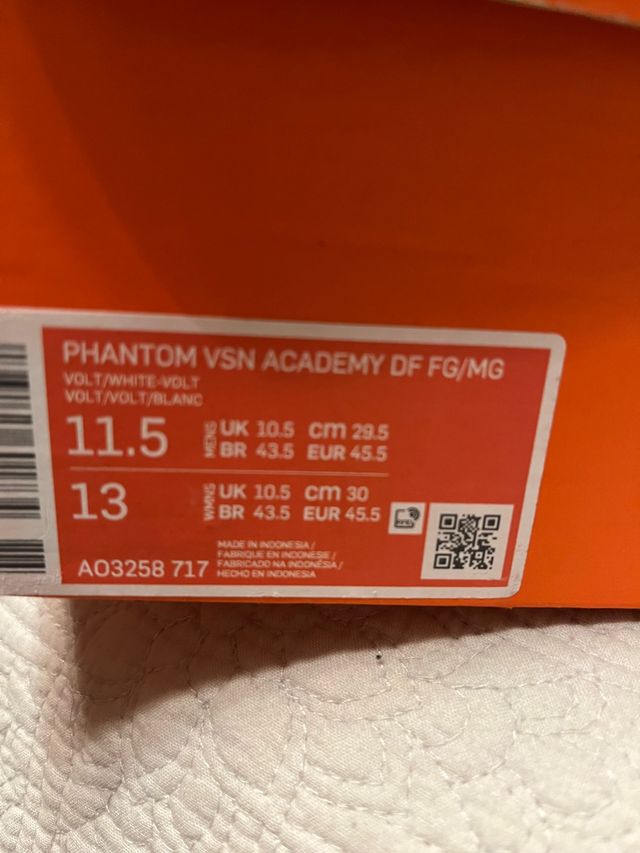 PHANTOM VSN ACADEMY DF FG/MG
VOLT/WHITE-VOLT
VOLT/VOLT/BLANC
11.5 MENS UK 10.5 cm 29.5
BR 43.5 EUR 45.5
13 WMNS UK 10.5 cm 30
BR 43.5 EUR 45.5
AO3258 717
MADE IN INDONESIA /
FABRIQUE EN INDONESIE /
FABRICADO NA INDONÉSIA /
HECHO EN INDONESIA